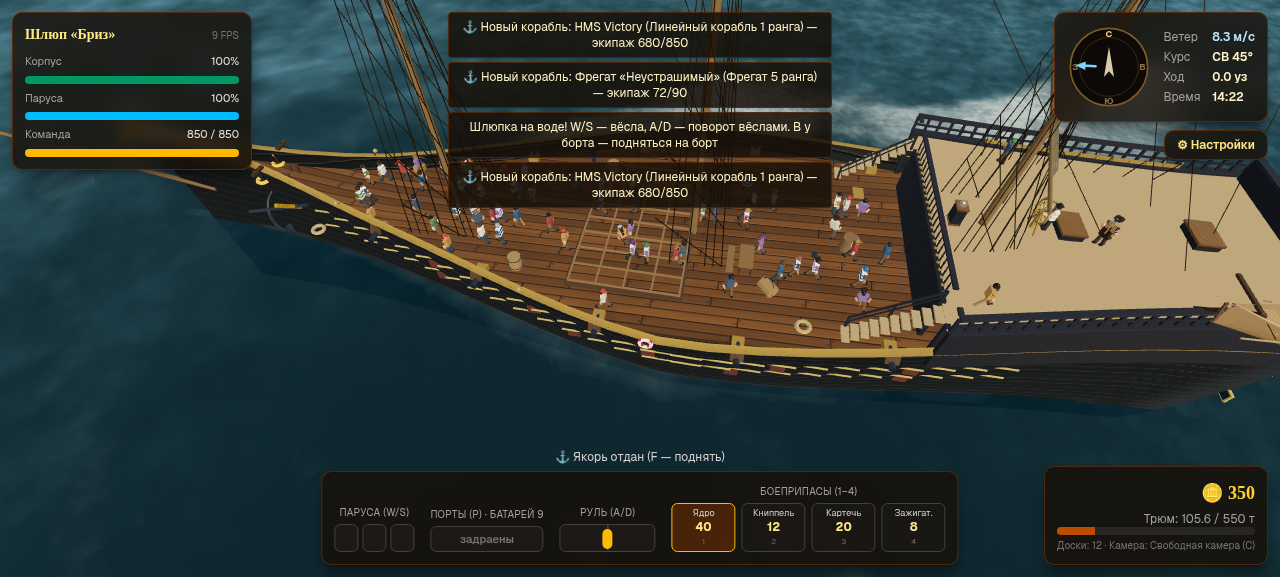 Шлюп «Бриз»
9 FPS
Корпус 100%
Паруса 100%
Команда 850 / 850
⚓ Новый корабль: HMS Victory (Линейный корабль 1 ранга) —
экипаж 680/850
⚓ Новый корабль: Фрегат «Неустрашимый» (Фрегат 5 ранга)
— экипаж 72/90
Шлюпка на воде! W/S — вёсла, A/D — поворот вёслами. B у
борта — подняться на борт
⚓ Новый корабль: HMS Victory (Линейный корабль 1 ранга) —
экипаж 680/850
С
З В
Ю
Ветер 8.3 м/с
Курс СВ 45°
Ход 0.0 уз
Время 14:22
⚙ Настройки
⚓ Якорь отдан (F — поднять)
ПАРУСА (W/S)
ПОРТЫ (P) · БАТАРЕЙ 9
задраены
РУЛЬ (A/D)
БОЕПРИПАСЫ (1–4)
Ядро
40
1
Книппель
12
2
Картечь
20
3
Зажигат.
8
4
350
Трюм: 105.6 / 550 т
Доски: 12 · Камера: Свободная камера (C)